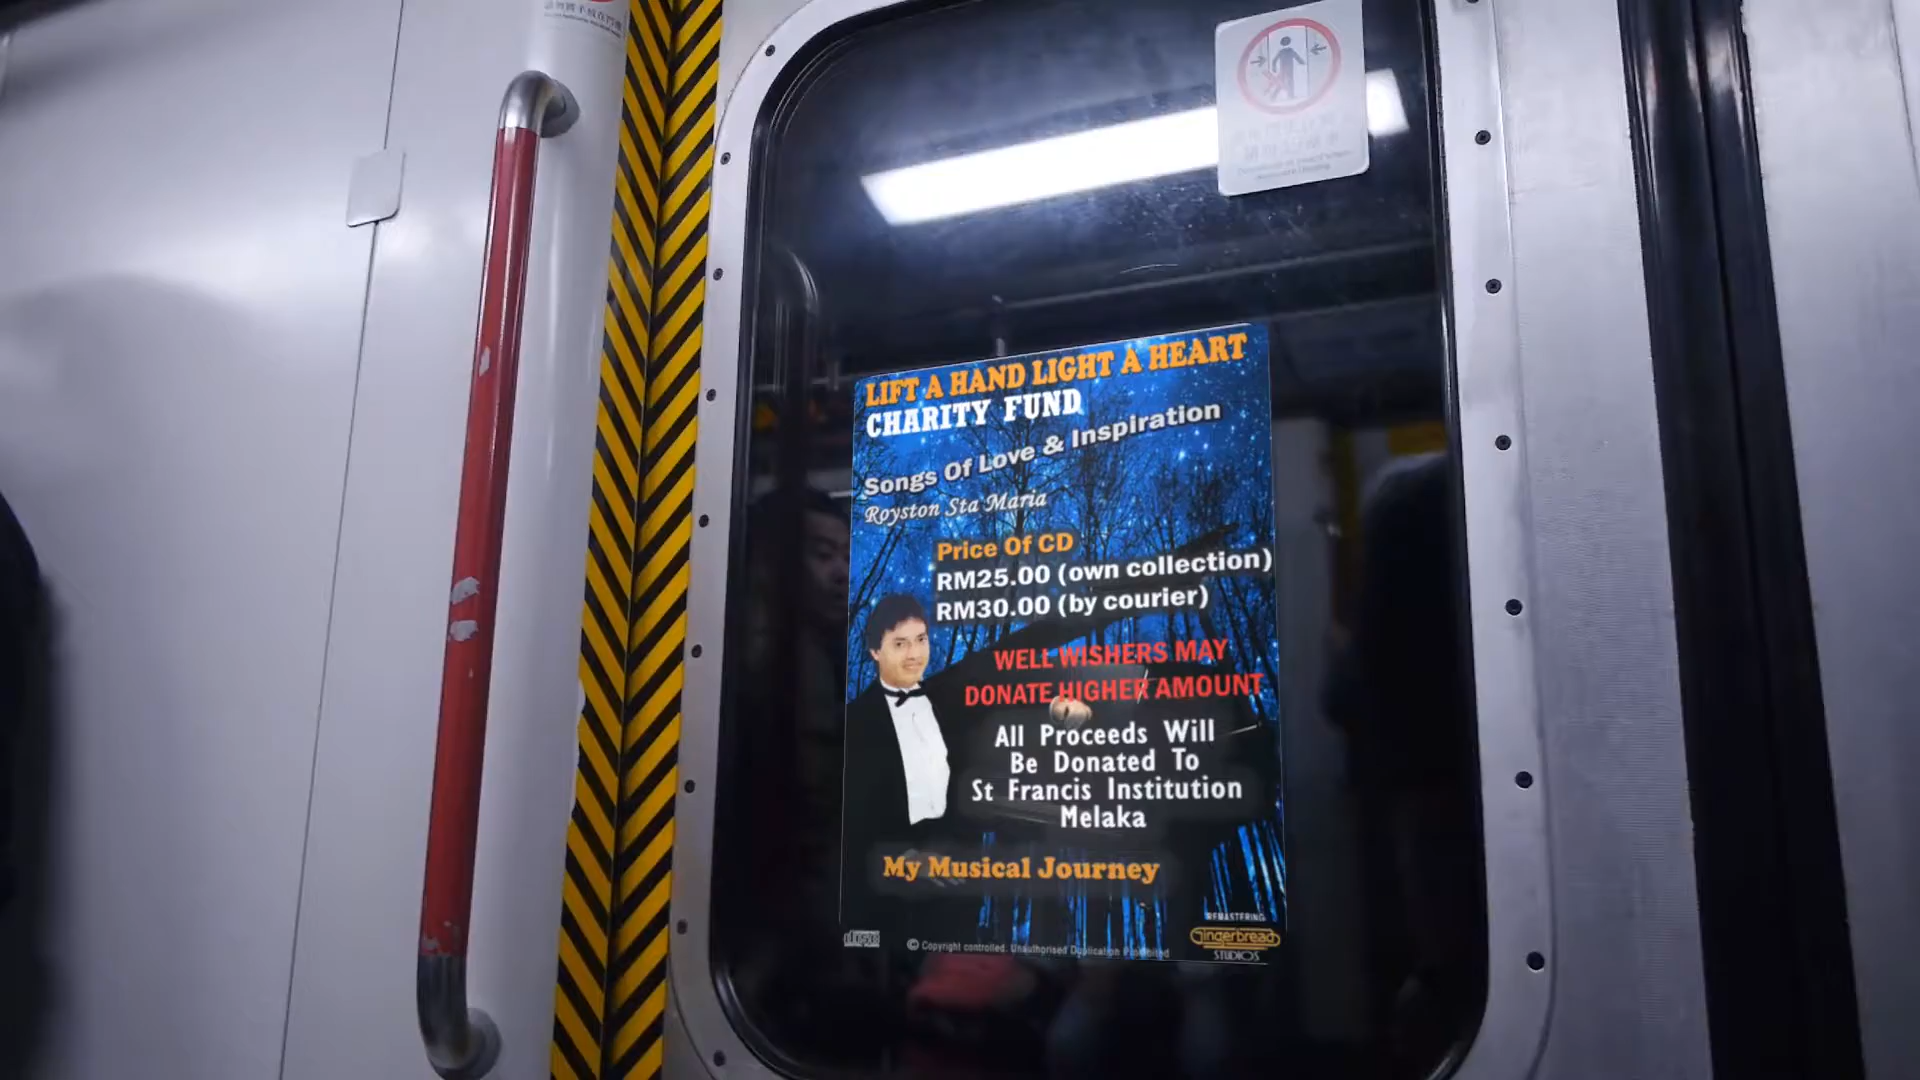 LIFT A HAND LIGHT A HEART
CHARITY FUND
Songs Of Love & Inspiration
Royston Sta Maria
Price Of CD
RM25.00 (own collection)
RM30.00 (by courier)
WELL WISHERS MAY
DONATE HIGHER AMOUNT
All Proceeds Will
Be Donated To
St Francis Institution
Melaka
My Musical Journey
REMASTERING
Gingerbread
STUDIOS
disc
© Copyright controlled. Unauthorised Duplication Prohibited